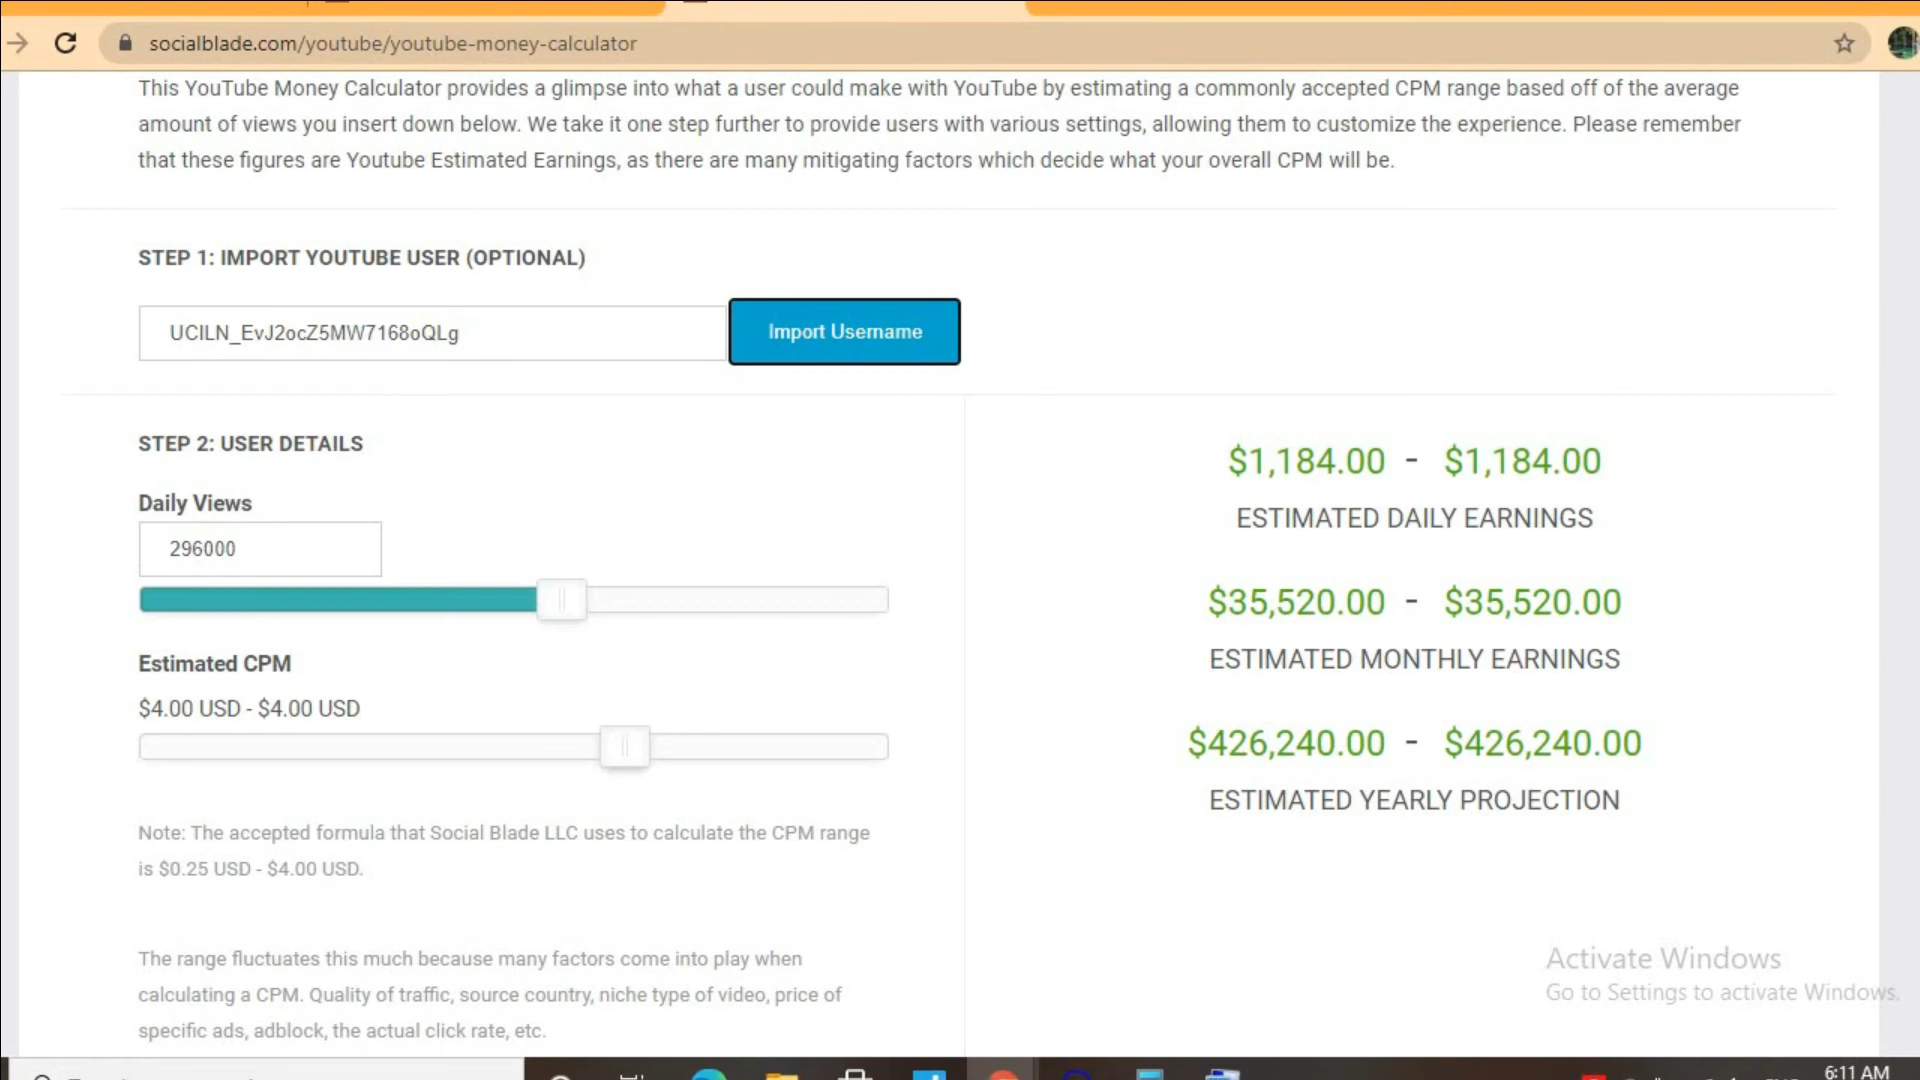 socialblade.com/youtube/youtube-money-calculator
This YouTube Money Calculator provides a glimpse into what a user could make with YouTube by estimating a commonly accepted CPM range based off of the average
amount of views you insert down below. We take it one step further to provide users with various settings, allowing them to customize the experience. Please remember
that these figures are Youtube Estimated Earnings, as there are many mitigating factors which decide what your overall CPM will be.
STEP 1: IMPORT YOUTUBE USER (OPTIONAL)
UCILN_EvJ2ocZ5MW7168oQLg
Import Username
STEP 2: USER DETAILS
Daily Views
296000
Estimated CPM
$4.00 USD - $4.00 USD
Note: The accepted formula that Social Blade LLC uses to calculate the CPM range
is $0.25 USD - $4.00 USD.
The range fluctuates this much because many factors come into play when
calculating a CPM. Quality of traffic, source country, niche type of video, price of
specific ads, adblock, the actual click rate, etc.
$1,184.00 - $1,184.00
ESTIMATED DAILY EARNINGS
$35,520.00 - $35,520.00
ESTIMATED MONTHLY EARNINGS
$426,240.00 - $426,240.00
ESTIMATED YEARLY PROJECTION
Activate Windows
Go to Settings to activate Windows.
6:11 AM